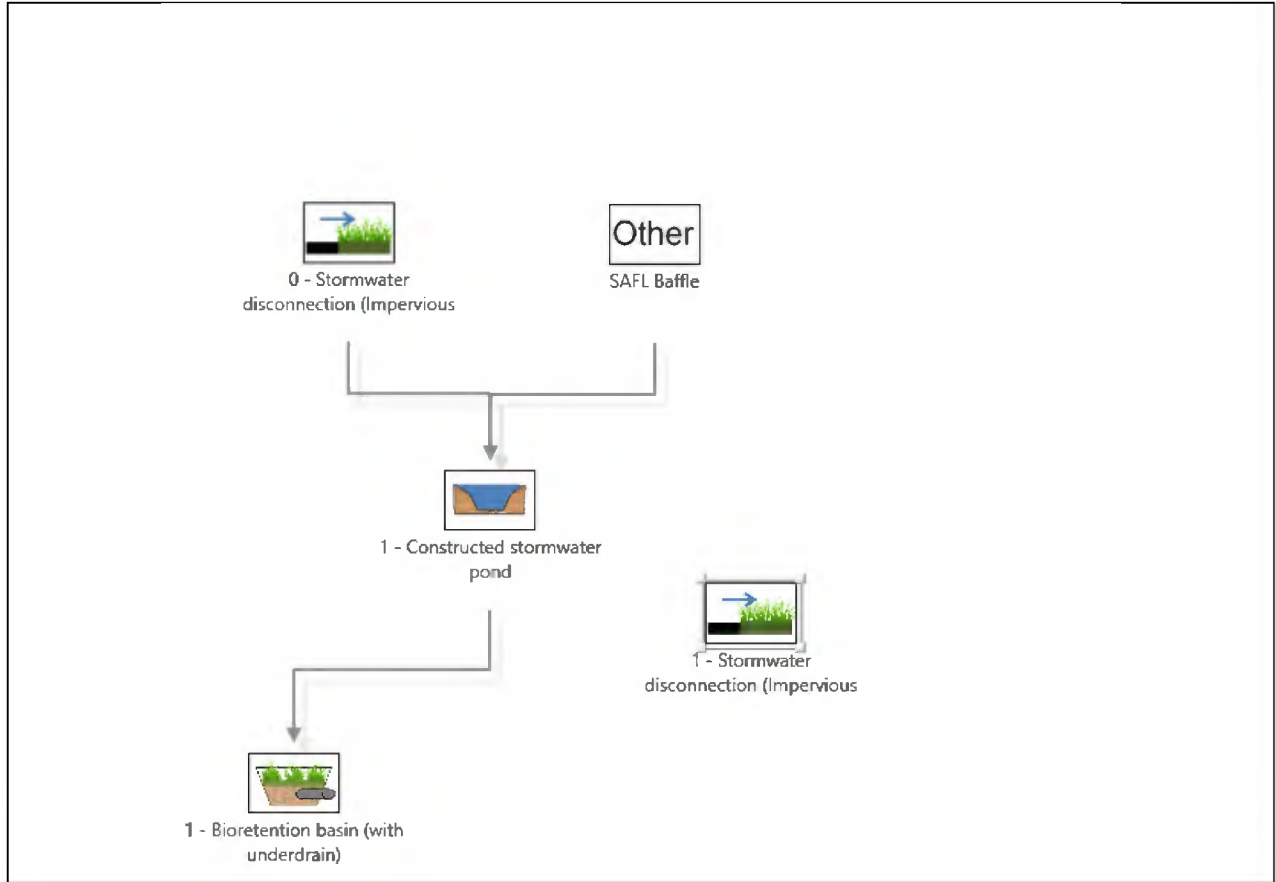 0 - Stormwater
disconnection (Impervious
Other
SAFL Baffle
1 - Constructed stormwater
pond
1 - Stormwater
disconnection (Impervious
1 - Bioretention basin (with
underdrain)